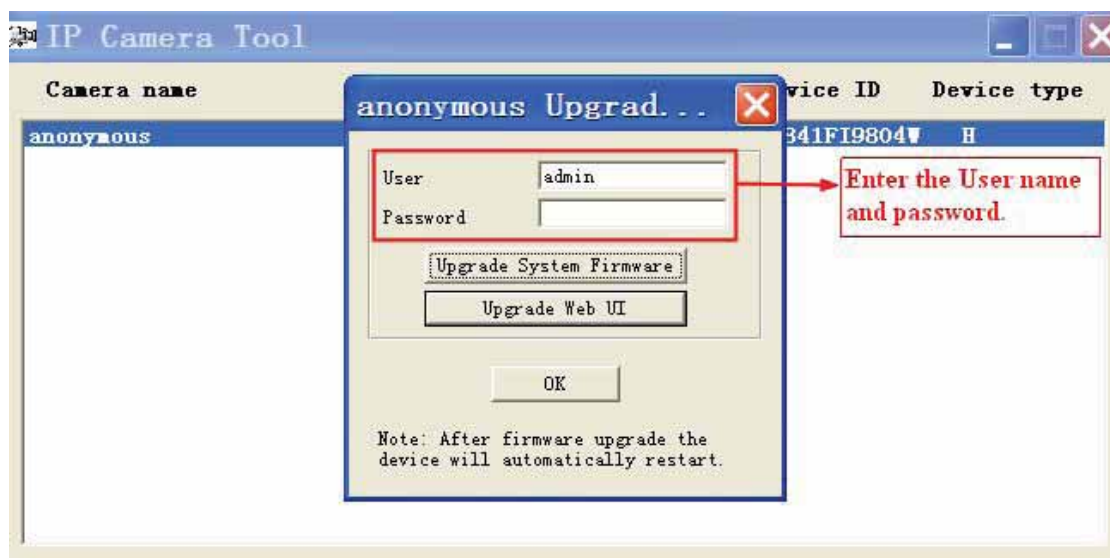 IP Camera Tool
Camera name
vice ID
Device type
anonymous
341FI9804W
H
anonymous Upgrad...
User
admin
Password
Upgrade System Firmware
Upgrade Web UI
OK
Note: After firmware upgrade the
device will automatically restart.
Enter the User name
and password.